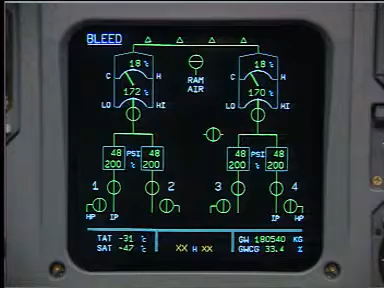 BLEED
18 °c 18 °c
C H C H
RAM
AIR
172 °c 170 °c
LO HI LO HI
48 PSI 48 48 PSI 48
200 °c 200 200 °c 200
1 2 3 4
HP IP IP HP
TAT -31 °c GW 180540 KG
SAT -47 °c XX H XX GWCG 33.4 %